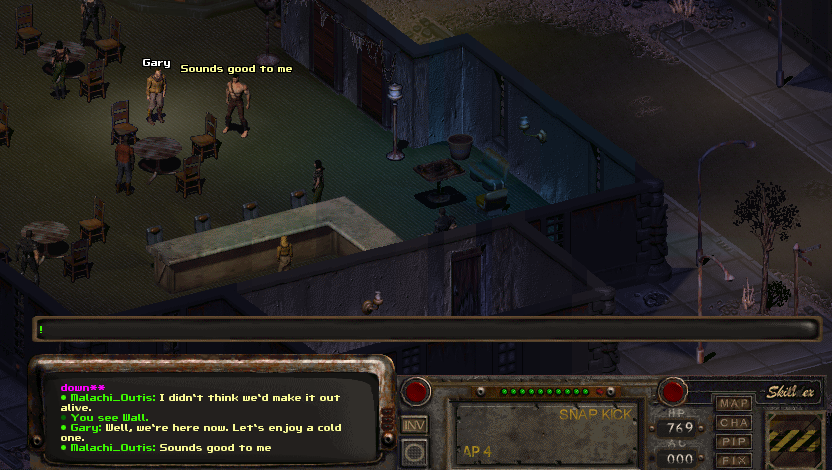 Gary
Sounds good to me
!
down**
• Malachi_Outis: I didn't think we'd make it out
alive.
• You see Wall.
• Gary: Well, we're here now. Let's enjoy a cold
one.
• Malachi_Outis: Sounds good to me
INV
SNAP KICK
AP 4
HP
769
AC
000
MAP
CHA
PIP
FIX